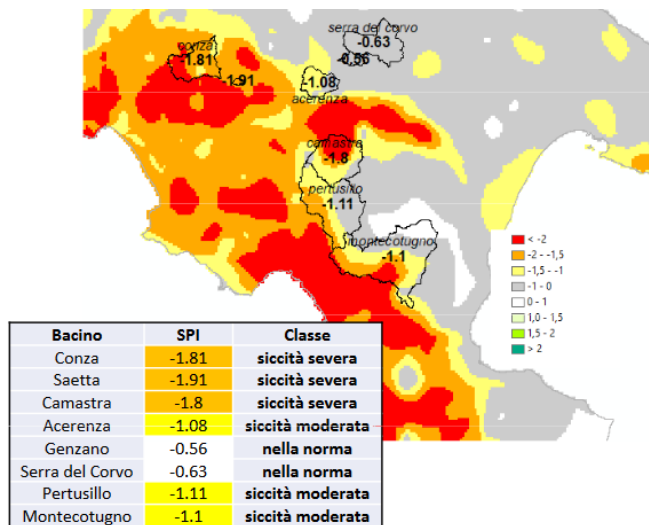 serra del corvo
-0.63
-0.56
conza
-1.81
-1.91
-1.08
acerenza
camastra
-1.8
pertusillo
-1.11
montecotugno
-1.1
< -2
-2 - -1,5
-1,5 - -1
-1 - 0
0 - 1
1,0 - 1,5
1,5 - 2
> 2
Bacino SPI Classe
Conza -1.81 siccità severa
Saetta -1.91 siccità severa
Camastra -1.8 siccità severa
Acerenza -1.08 siccità moderata
Genzano -0.56 nella norma
Serra del Corvo -0.63 nella norma
Pertusillo -1.11 siccità moderata
Montecotugno -1.1 siccità moderata